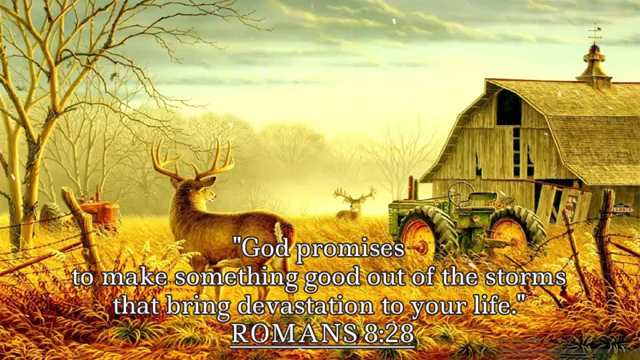 "God promises
to make something good out of the storms
that bring devastation to your life."
ROMANS 8:28